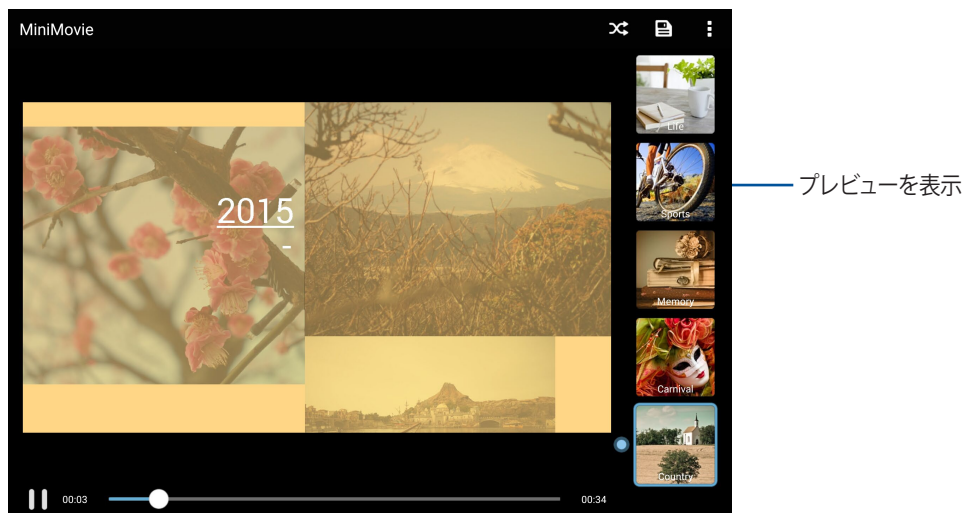 MiniMovie
Life
Sports
プレビューを表示
2015
-
Memory
Carnival
Country
00:03
00:34